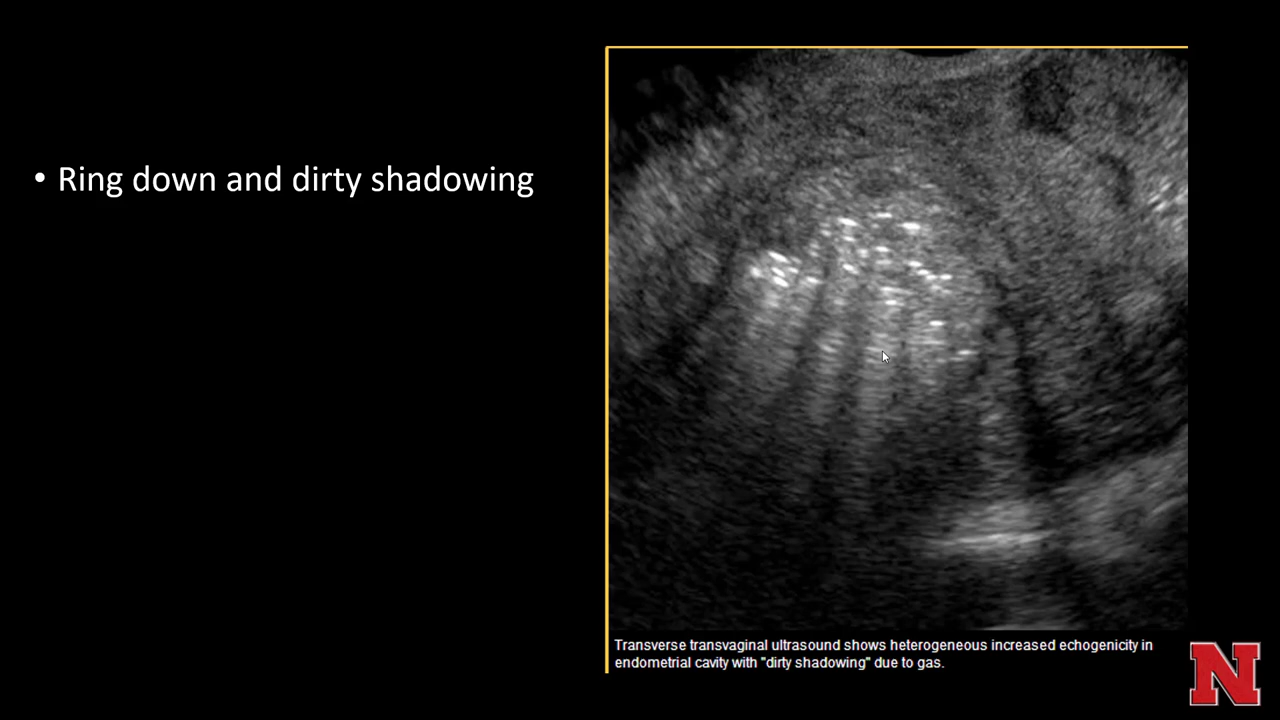 • Ring down and dirty shadowing
Transverse transvaginal ultrasound shows heterogeneous increased echogenicity in
endometrial cavity with "dirty shadowing" due to gas.
N